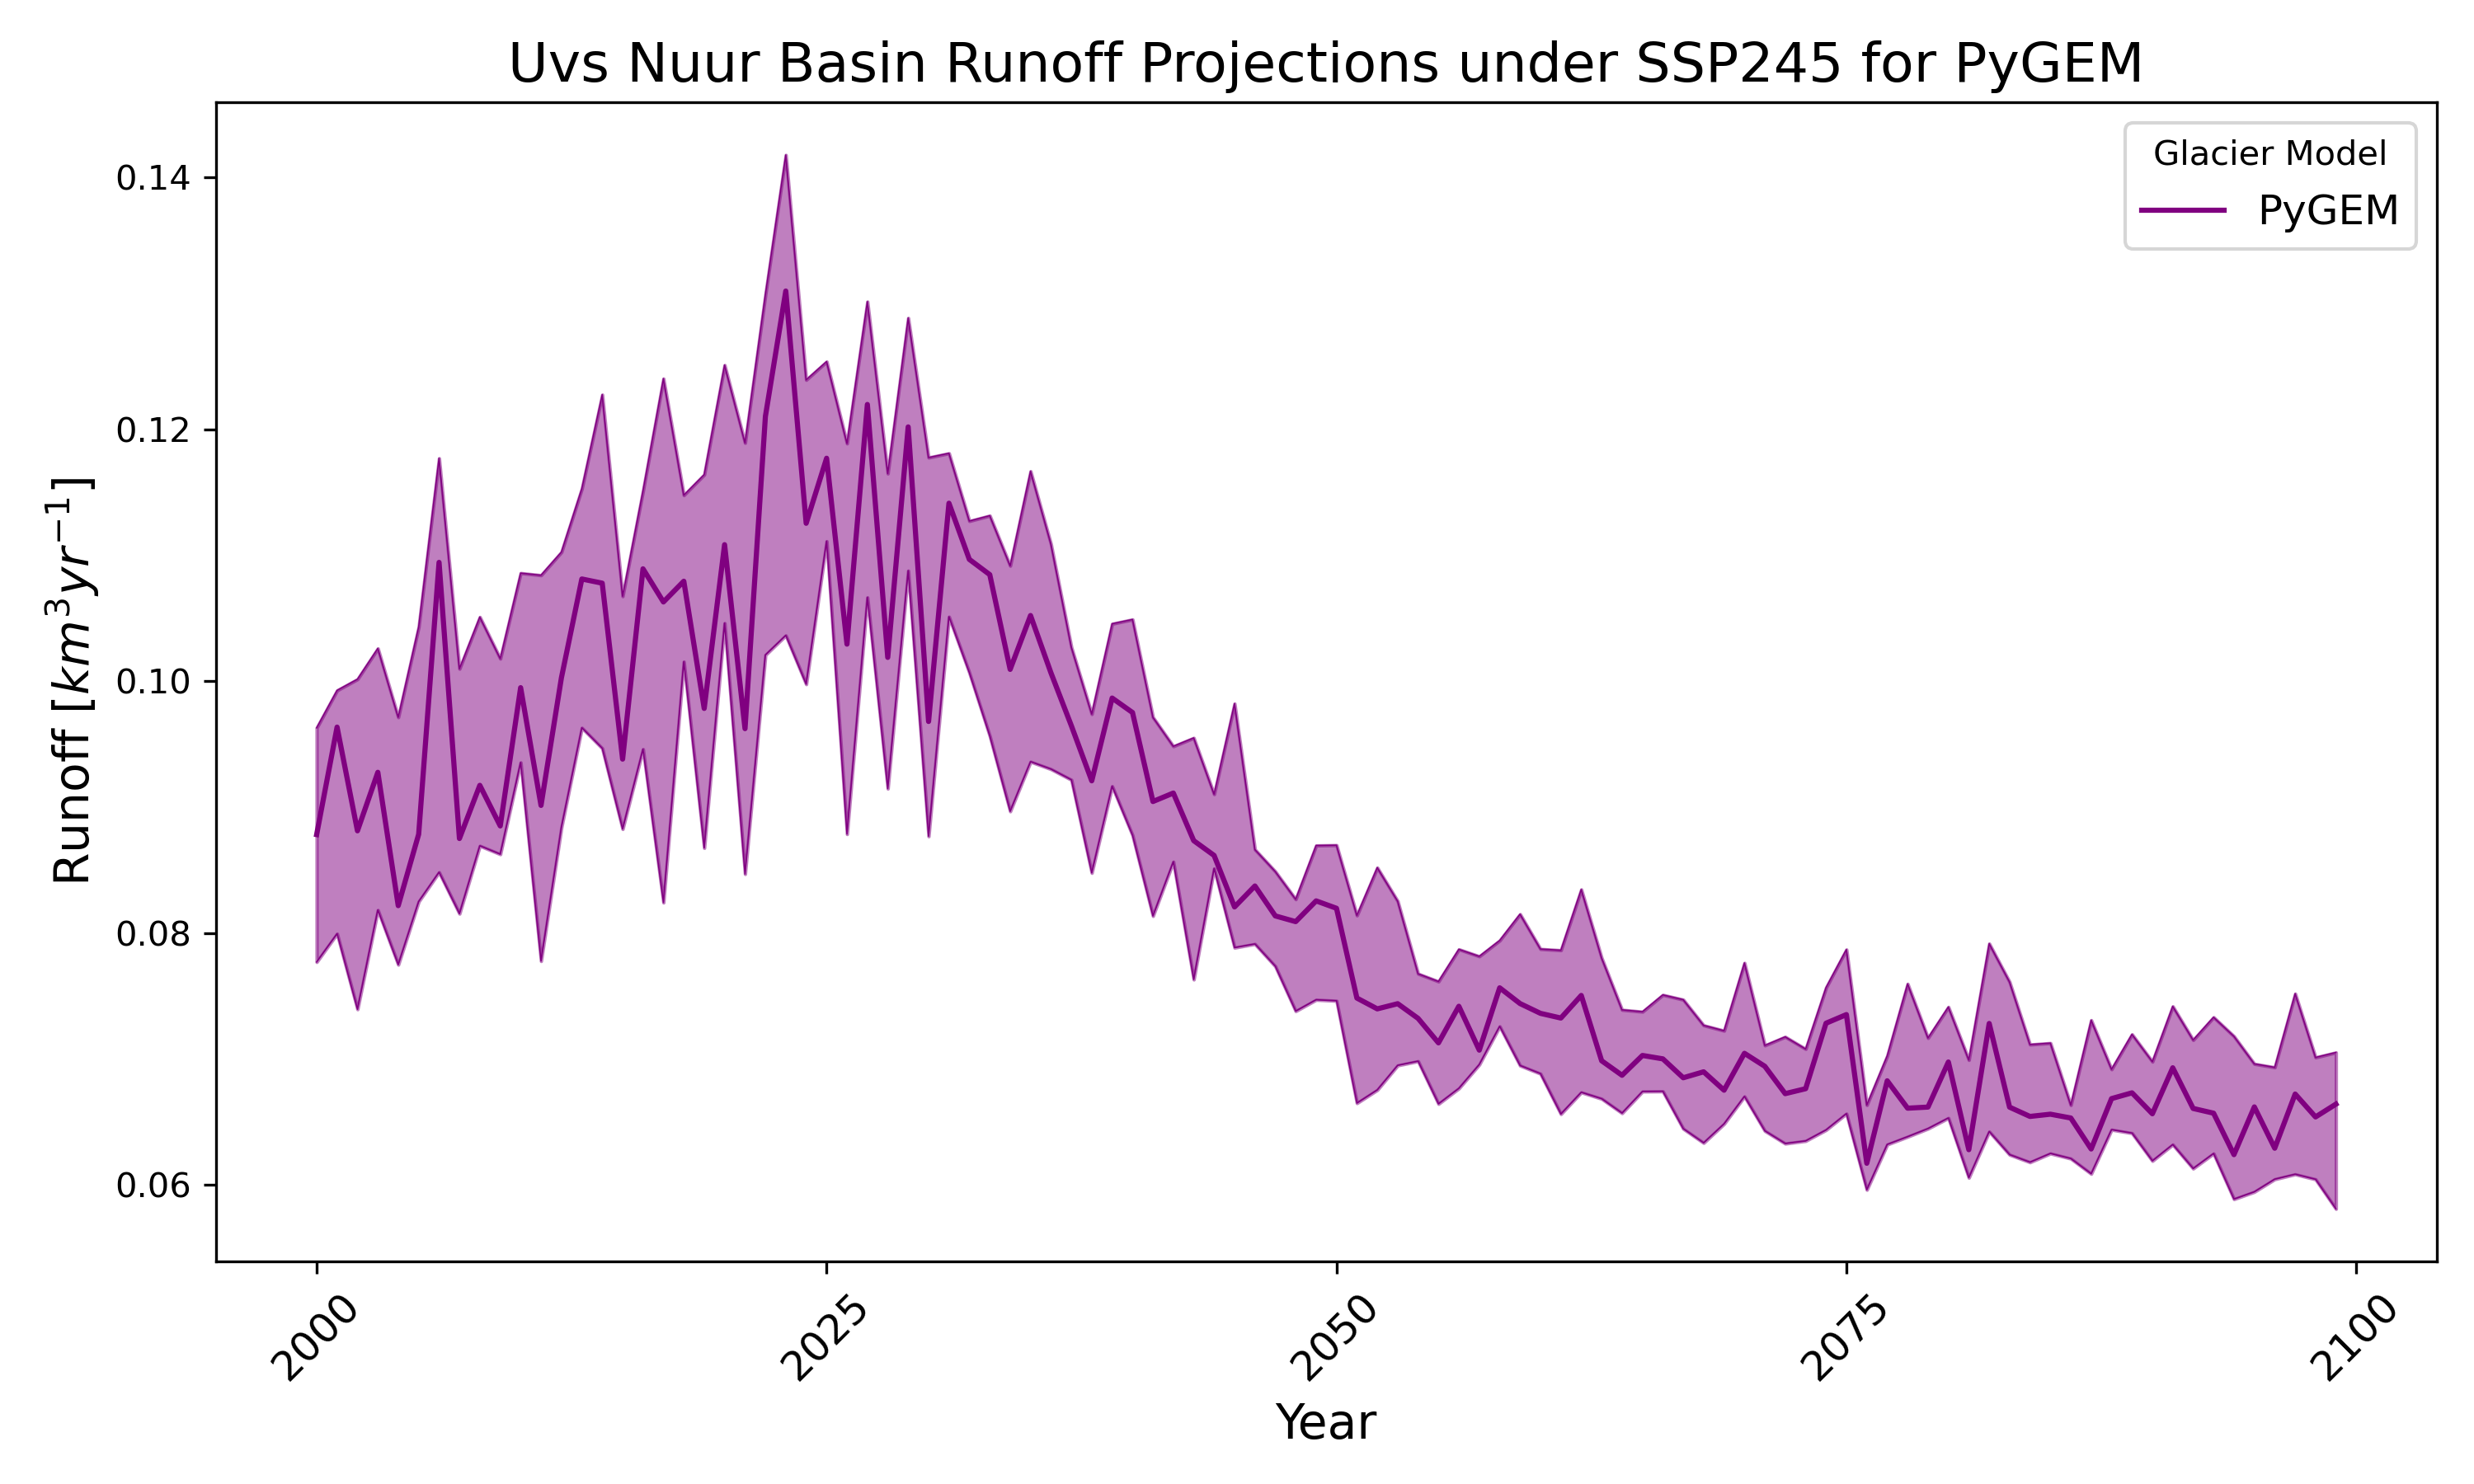 Uvs Nuur Basin Runoff Projections under SSP245 for PyGEM
Glacier Model
PyGEM
Runoff [km³yr⁻¹]
0.14
0.12
0.10
0.08
0.06
2000
2025
2050
2075
2100
Year